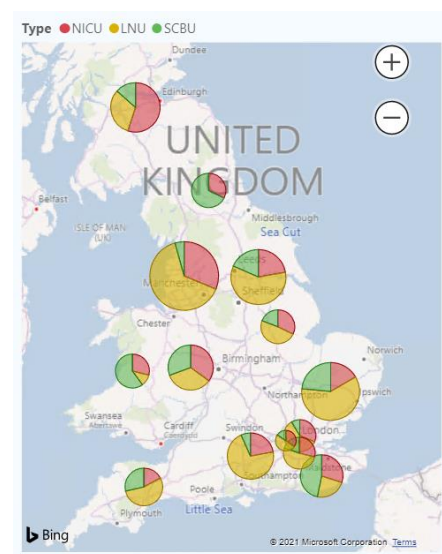 Type NICU LNU SCBU
Dundee
Edinburgh
UNITED
KINGDOM
Belfast
Middlesbrough
ISLE OF MAN
(UK)
Sea Cut
Leeds
Manchester
Sheffield
Chester
Norwich
Birmingham
Northampton
Ipswich
Swansea
Abertawe
Cardiff
Caerdydd
Swindon
London
Maidstone
Southampton
Poole
Plymouth
Little Sea
Bing
© 2021 Microsoft Corporation Terms